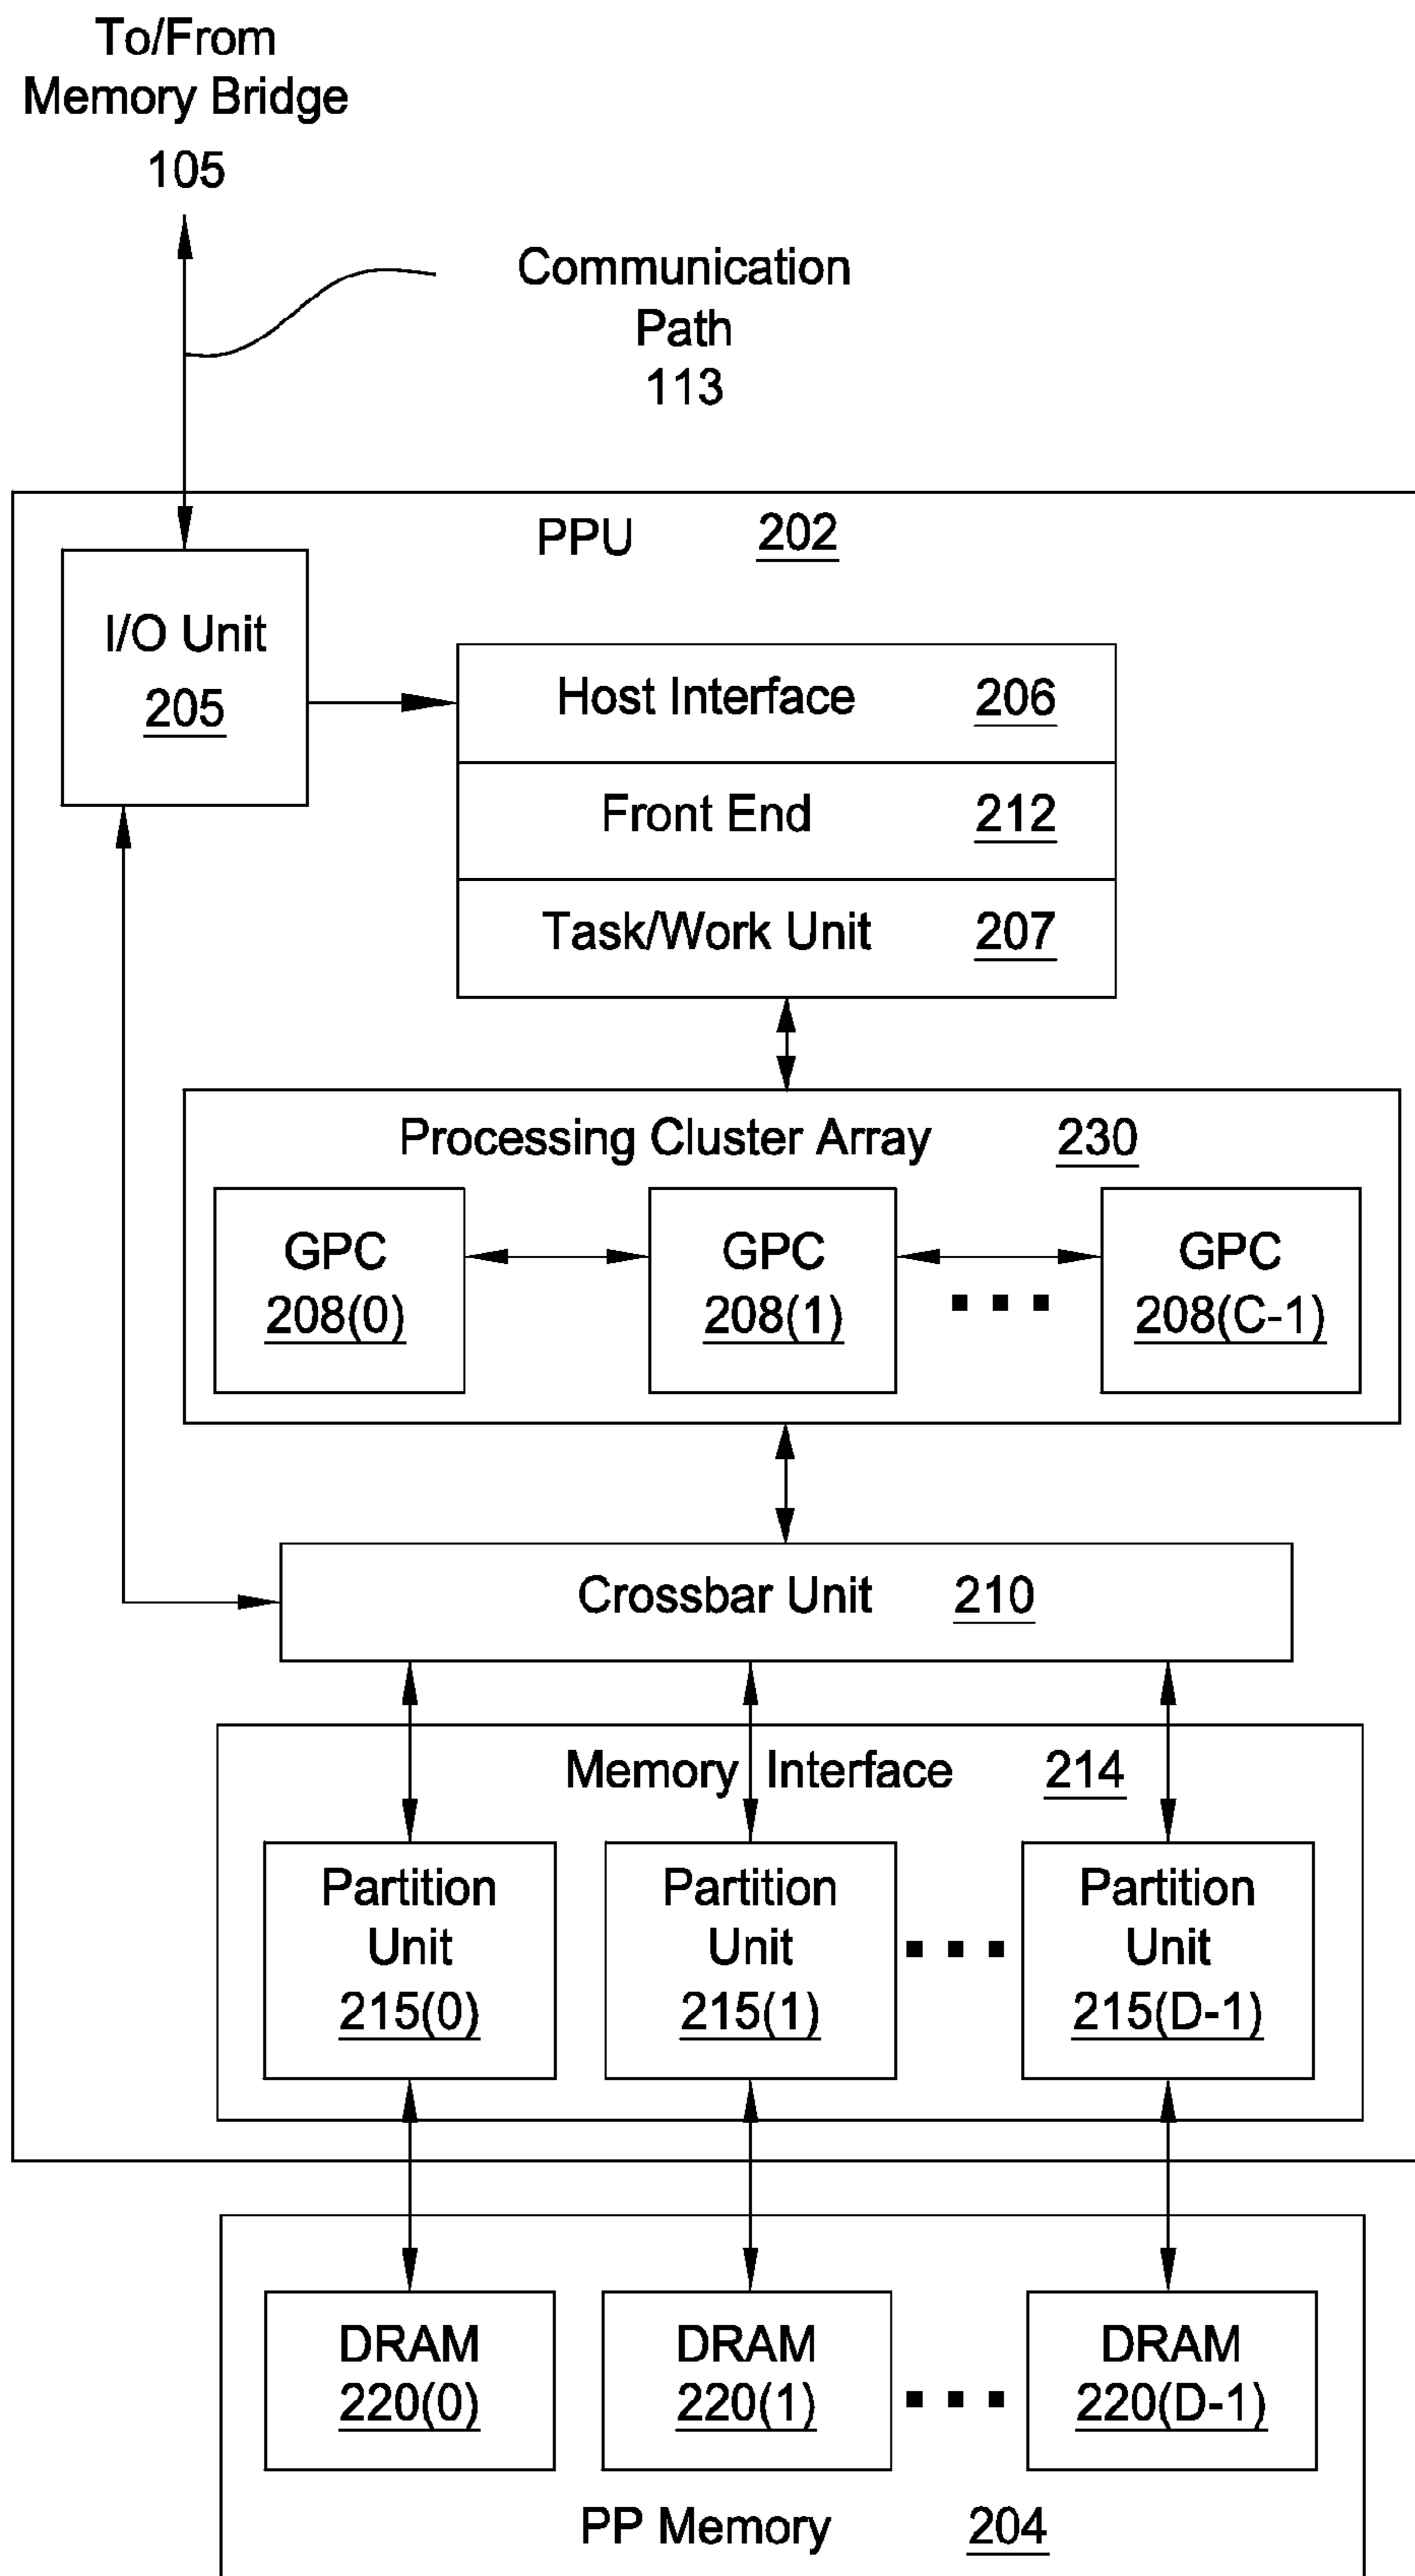 To/From
Memory Bridge
105
Communication
Path
113
PPU 202
I/O Unit
205
Host Interface 206
Front End 212
Task/Work Unit 207
Processing Cluster Array 230
GPC
208(0)
GPC
208(1)
GPC
208(C-1)
Crossbar Unit 210
Memory Interface 214
Partition
Unit
215(0)
Partition
Unit
215(1)
Partition
Unit
215(D-1)
DRAM
220(0)
DRAM
220(1)
DRAM
220(D-1)
PP Memory 204